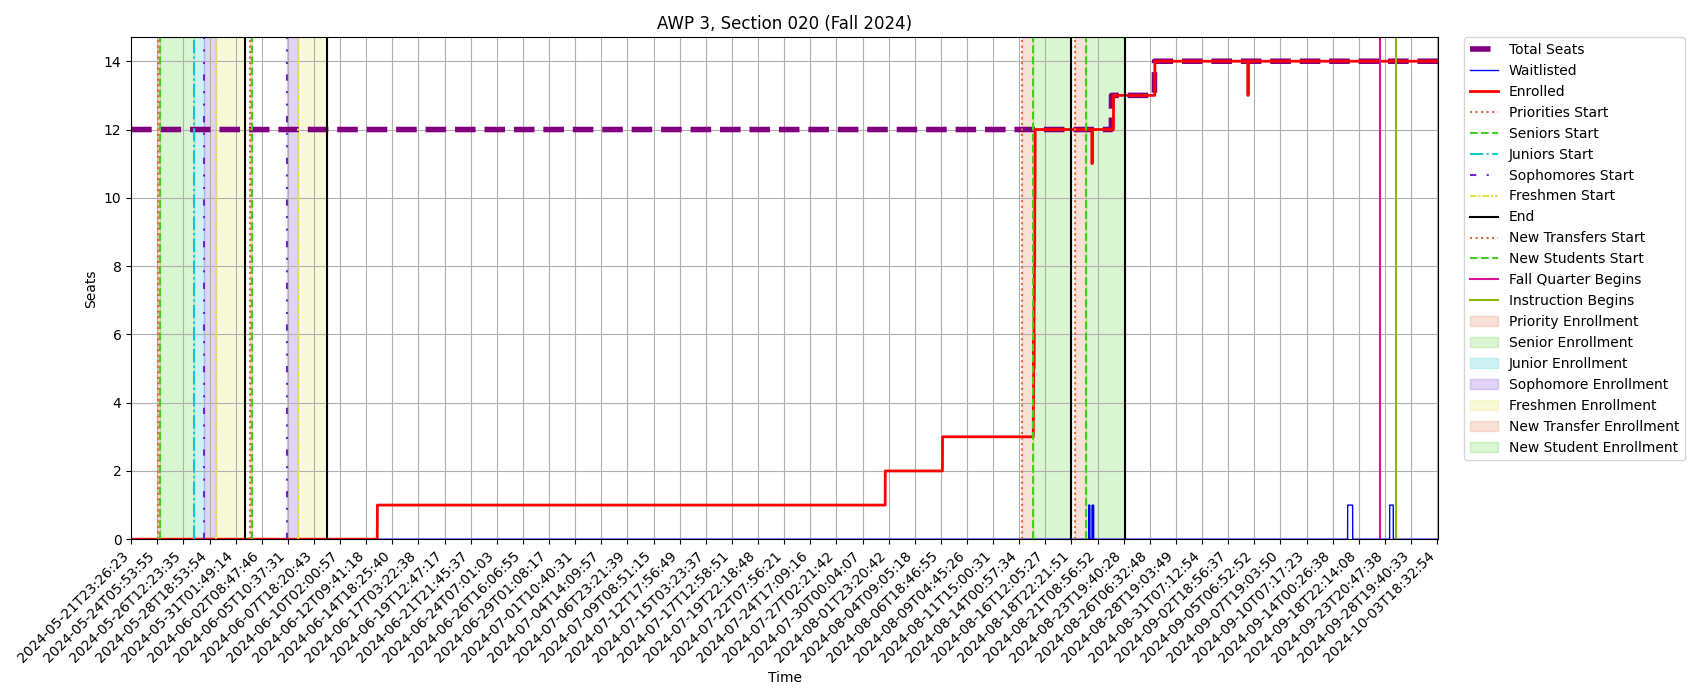 AWP 3, Section 020 (Fall 2024)
Total Seats
Waitlisted
Enrolled
Priorities Start
Seniors Start
Juniors Start
Sophomores Start
Freshmen Start
End
New Transfers Start
New Students Start
Fall Quarter Begins
Instruction Begins
Priority Enrollment
Senior Enrollment
Junior Enrollment
Sophomore Enrollment
Freshmen Enrollment
New Transfer Enrollment
New Student Enrollment
Seats
14
12
10
8
6
4
2
0
2024-05-21T23:26:23
2024-05-24T05:53:55
2024-05-26T12:23:35
2024-05-28T18:53:54
2024-05-31T01:49:14
2024-06-02T08:47:46
2024-06-05T10:37:31
2024-06-07T18:20:43
2024-06-10T02:00:57
2024-06-12T09:41:18
2024-06-14T18:25:40
2024-06-17T03:22:38
2024-06-19T12:47:17
2024-06-21T21:45:37
2024-06-24T07:01:03
2024-06-26T16:06:55
2024-06-29T01:08:17
2024-07-01T10:40:31
2024-07-04T14:09:57
2024-07-06T23:21:39
2024-07-09T08:51:15
2024-07-12T17:56:49
2024-07-15T03:23:37
2024-07-17T12:58:51
2024-07-19T22:18:48
2024-07-22T07:56:21
2024-07-24T17:09:16
2024-07-27T02:21:42
2024-07-30T00:04:07
2024-08-01T23:20:42
2024-08-04T09:05:18
2024-08-06T18:46:55
2024-08-09T04:45:26
2024-08-11T15:00:31
2024-08-14T00:57:34
2024-08-16T12:05:27
2024-08-18T22:21:51
2024-08-21T08:56:52
2024-08-23T19:40:28
2024-08-26T06:32:48
2024-08-28T19:03:49
2024-08-31T07:12:54
2024-09-02T18:56:37
2024-09-05T06:52:52
2024-09-07T19:03:50
2024-09-10T07:17:23
2024-09-14T00:26:38
2024-09-18T22:14:08
2024-09-23T20:47:38
2024-09-28T19:40:33
2024-10-03T18:32:54
Time